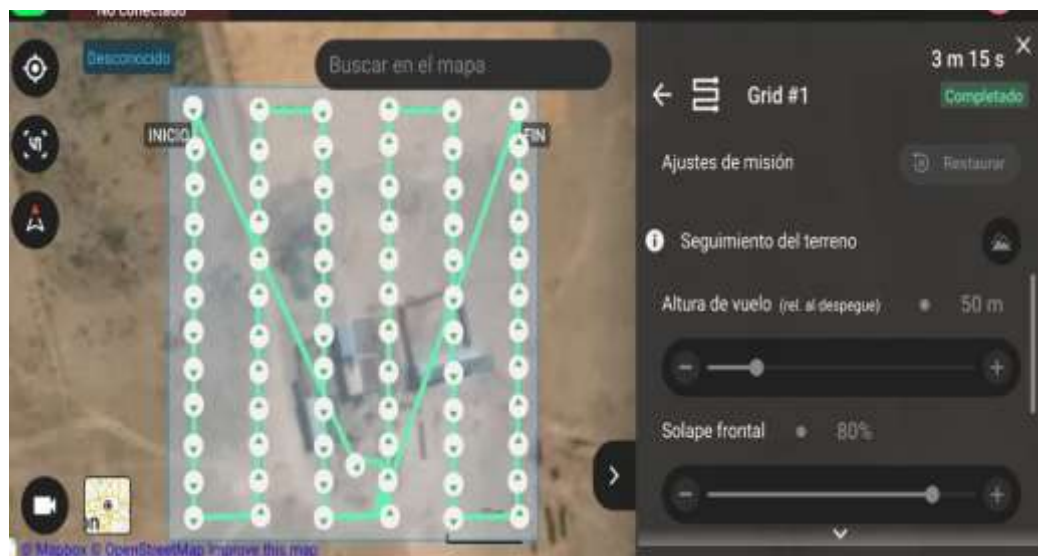 No conectado
Desconocido
Buscar en el mapa
INICIO
FIN
3 m 15 s
Grid #1
Completado
Ajustes de misión
Restaurar
Seguimiento del terreno
Altura de vuelo (rel. al despegue)
50 m
Solape frontal
80%
© Mapbox © OpenStreetMap Improve this map